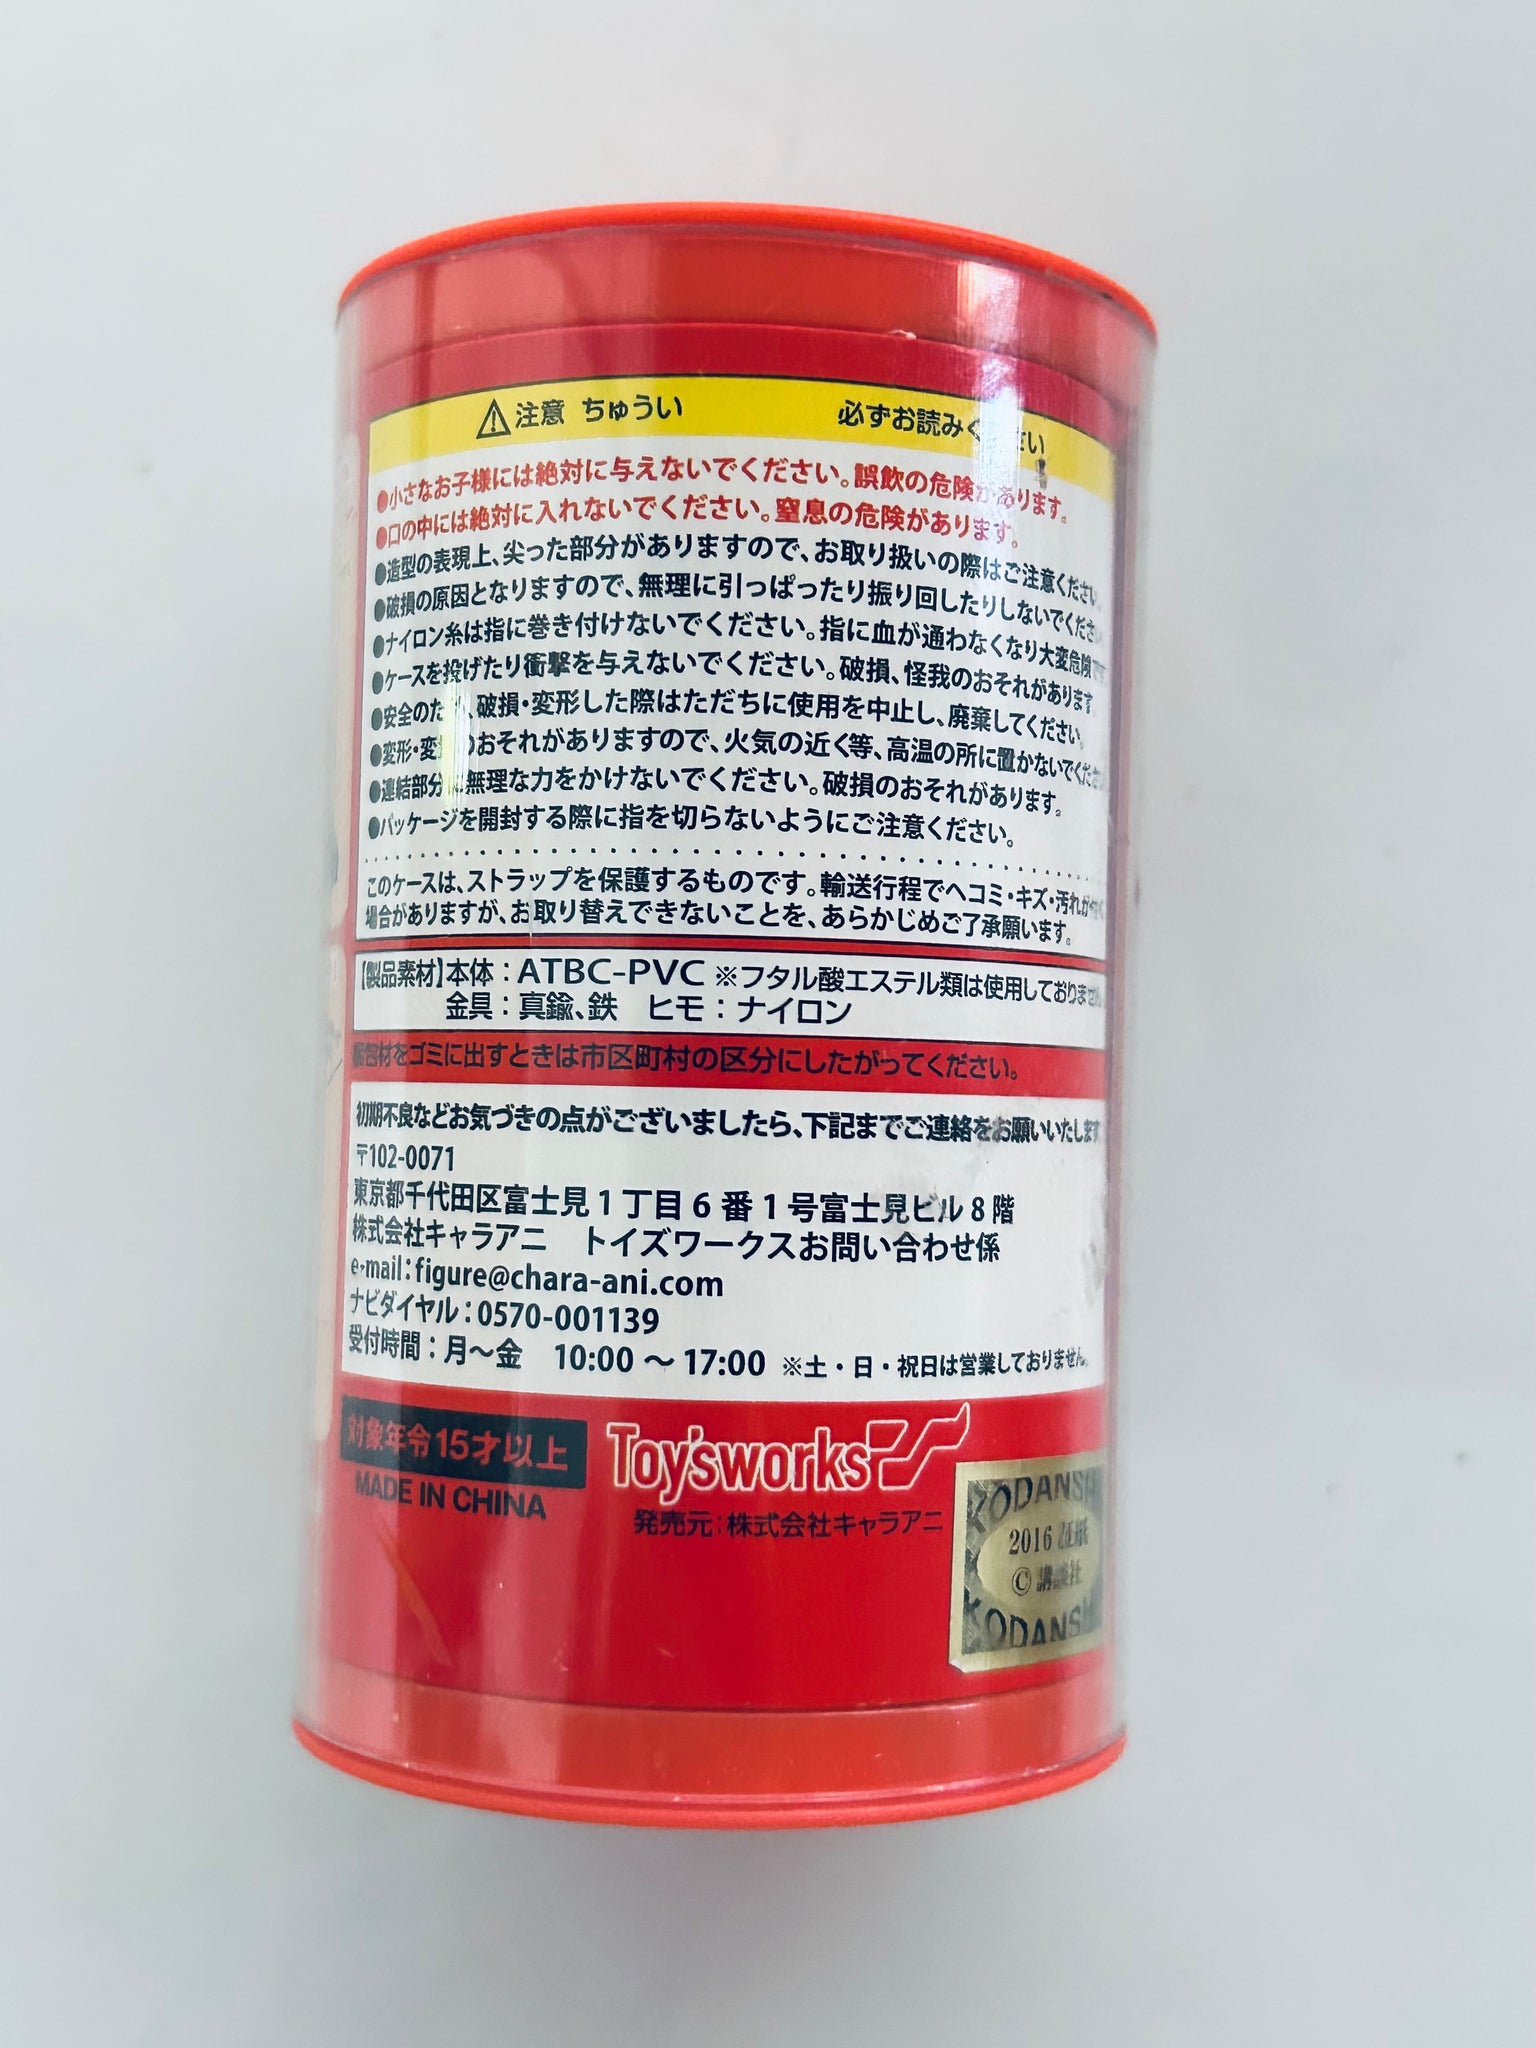 ⚠注意 ちゅうい 必ずお読みください
●小さなお子様には絶対に与えないでください。誤飲の危険があります。
●口の中には絶対に入れないでください。窒息の危険があります。
●造型の表現上、尖った部分がありますので、お取り扱いの際はご注意ください。
●破損の原因となりますので、無理に引っぱったり振り回したりしないでください
●ナイロン糸は指に巻き付けないでください。指に血が通わなくなり大変危険です
●ケースを投げたり衝撃を与えないでください。破損、怪我のおそれがあります。
●安全のため、破損・変形した際はただちに使用を中止し、廃棄してください。
●変形・変質のおそれがありますので、火気の近く等、高温の所に置かないでください
●連結部分に無理な力をかけないでください。破損のおそれがあります。
●パッケージを開封する際に指を切らないようにご注意ください。
このケースは、ストラップを保護するものです。輸送行程でヘコミ・キズ・汚れが
場合がありますが、お取り替えできないことを、あらかじめご了承願います。
【製品素材】本体：ATBC-PVC ※フタル酸エステル類は使用しておりません
金具：真鍮、鉄 ヒモ：ナイロン
包材をゴミに出すときは市区町村の区分にしたがってください。
初期不良などお気づきの点がございましたら、下記までご連絡をお願いいたします
〒102-0071
東京都千代田区富士見1丁目6番1号富士見ビル8階
株式会社キャラアニ トイズワークスお問い合わせ係
e-mail：figure@chara-ani.com
ナビダイヤル：0570-001139
受付時間：月～金 10:00 ～ 17:00 ※土・日・祝日は営業しておりません。
対象年令15才以上
MADE IN CHINA
Toy'sworks
発売元：株式会社キャラアニ
KODANSH
2016 証紙
© 講談社
KODANSH